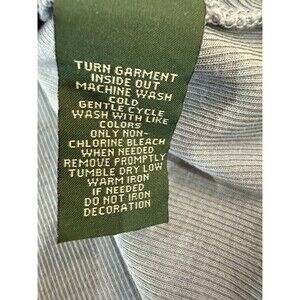 TURN GARMENT
INSIDE OUT
MACHINE WASH
COLD
GENTLE CYCLE
WASH WITH LIKE
COLORS
ONLY NON-
CHLORINE BLEACH
WHEN NEEDED
REMOVE PROMPTLY
TUMBLE DRY LOW
WARM IRON
IF NEEDED
DO NOT IRON
DECORATION